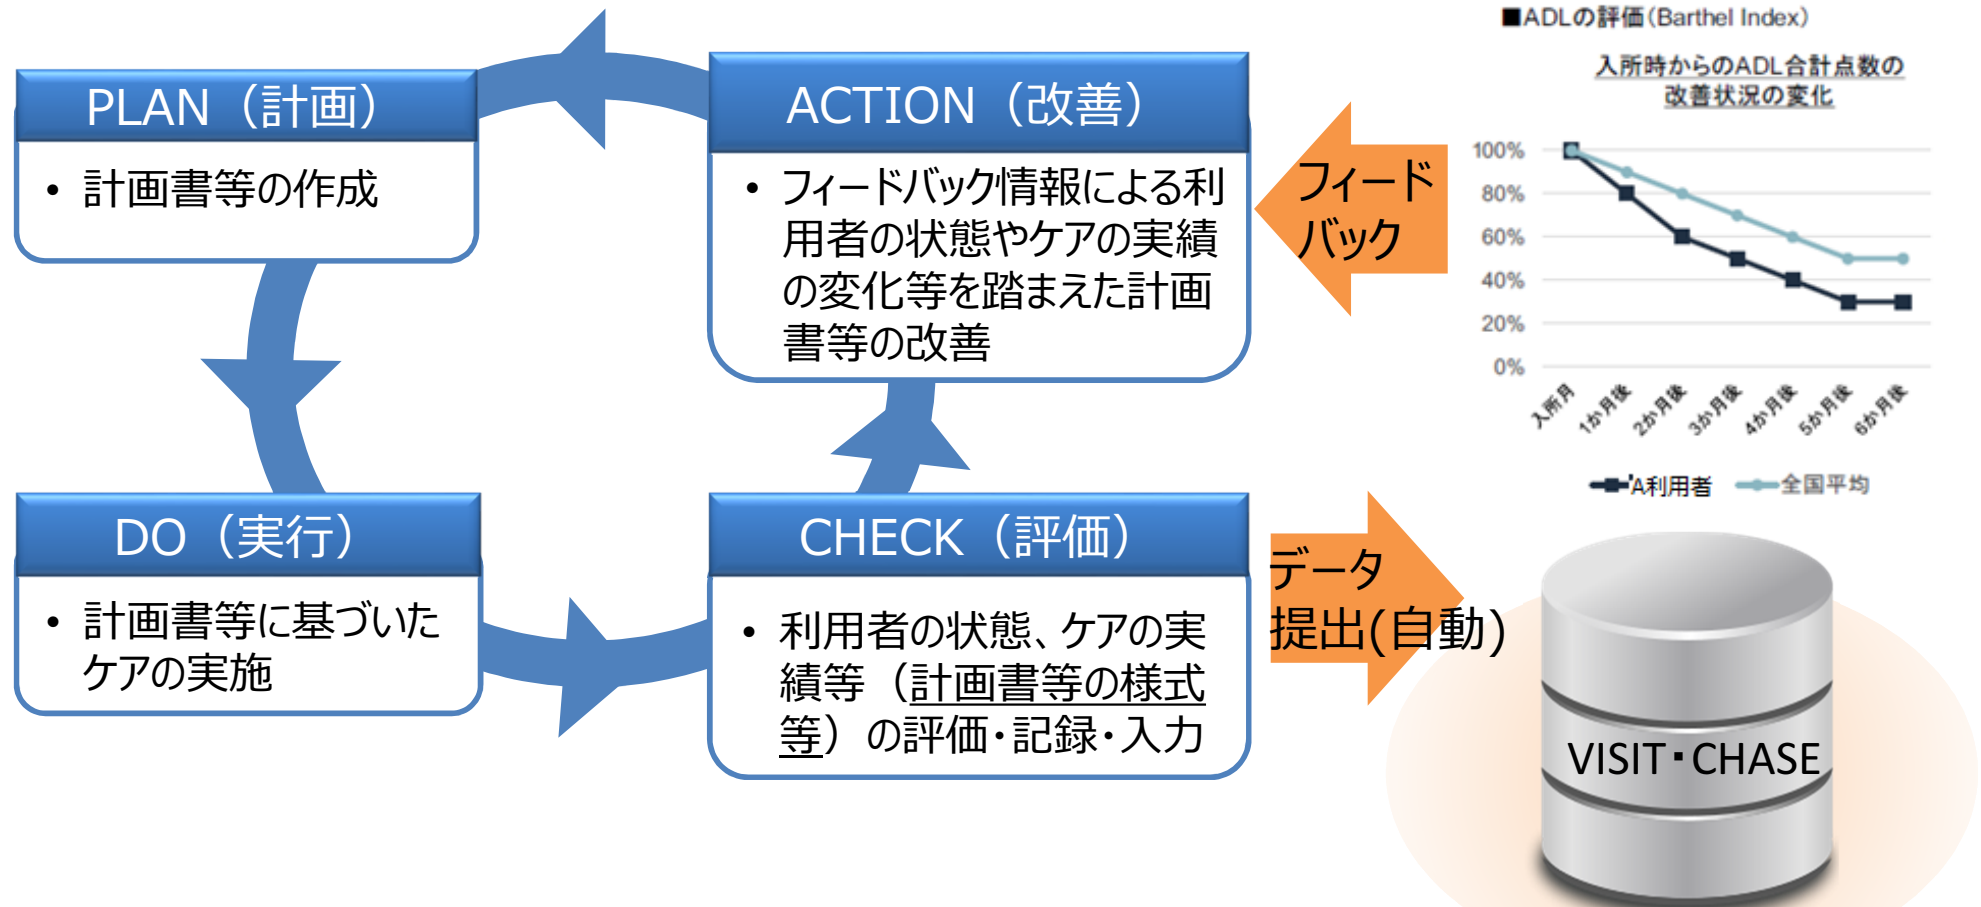 PLAN（計画）
• 計画書等の作成
ACTION（改善）
• フィードバック情報による利
用者の状態やケアの実績
の変化等を踏まえた計画
書等の改善
フィード
バック
■ADLの評価（Barthel Index）
入所時からのADL合計点数の
改善状況の変化
100%
80%
60%
40%
20%
0%
入所月
1か月後
2か月後
3か月後
4か月後
5か月後
6か月後
A利用者
全国平均
DO（実行）
• 計画書等に基づいた
ケアの実施
CHECK（評価）
• 利用者の状態、ケアの実
績等（計画書等の様式
等）の評価・記録・入力
データ
提出(自動)
VISIT・CHASE